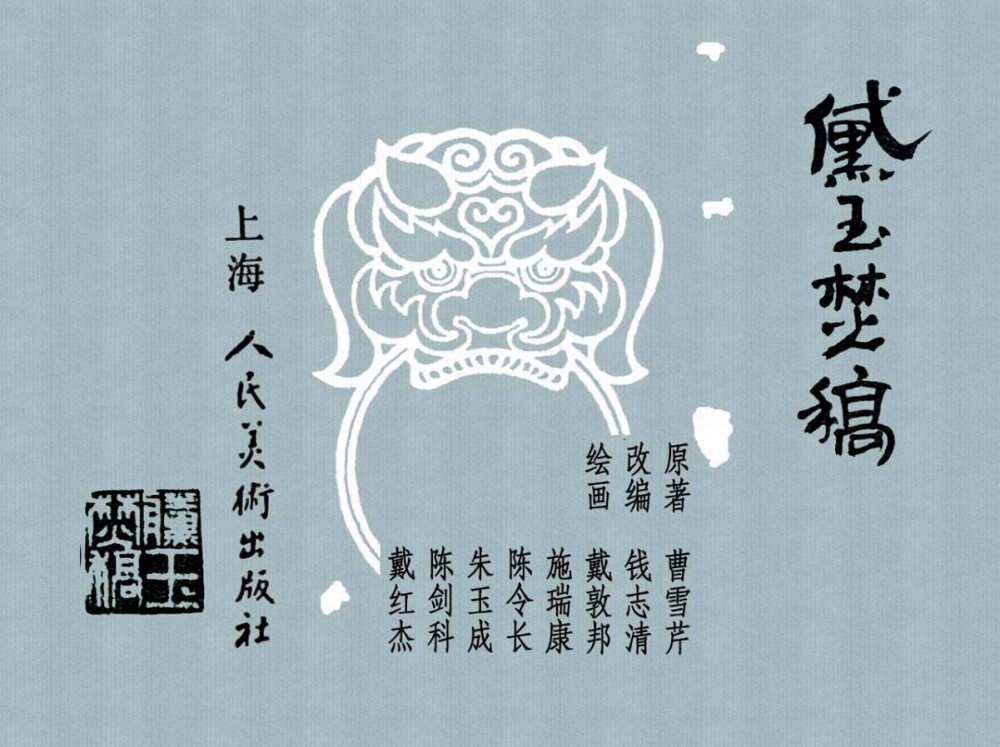 黛玉焚稿
原著 曹雪芹
改编 钱志清
绘画 戴敦邦
施瑞康
陈令长
朱玉成
陈剑科
戴红杰
上海人民美術出版社
黛玉焚稿